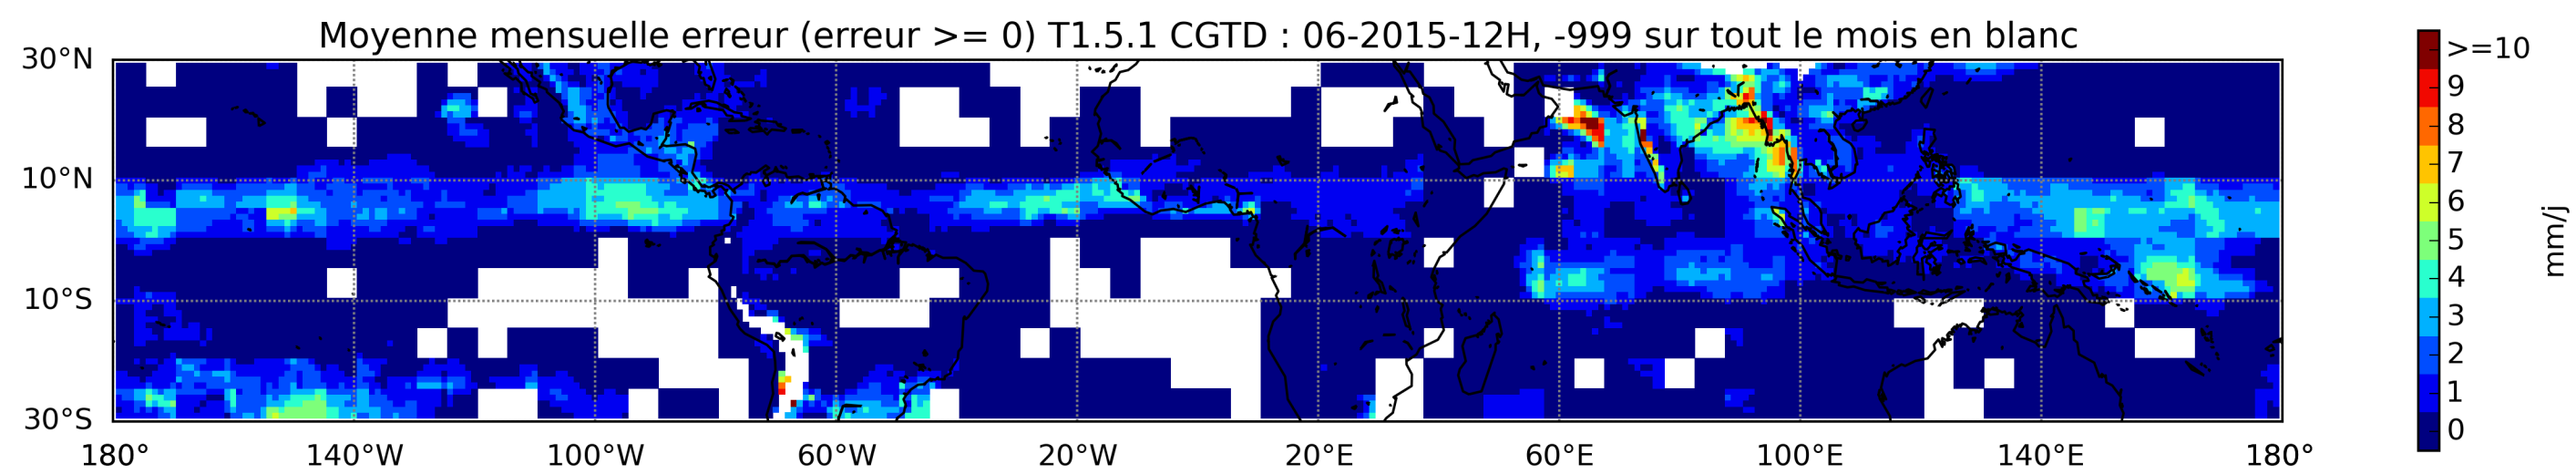 Moyenne mensuelle erreur (erreur >= 0) T1.5.1 CGTD : 06-2015-12H, -999 sur tout le mois en blanc
30°N
10°N
10°S
30°S
180° 140°W 100°W 60°W 20°W 20°E 60°E 100°E 140°E 180°
>=10
9
8
7
6
5
4
3
2
1
0
mm/j